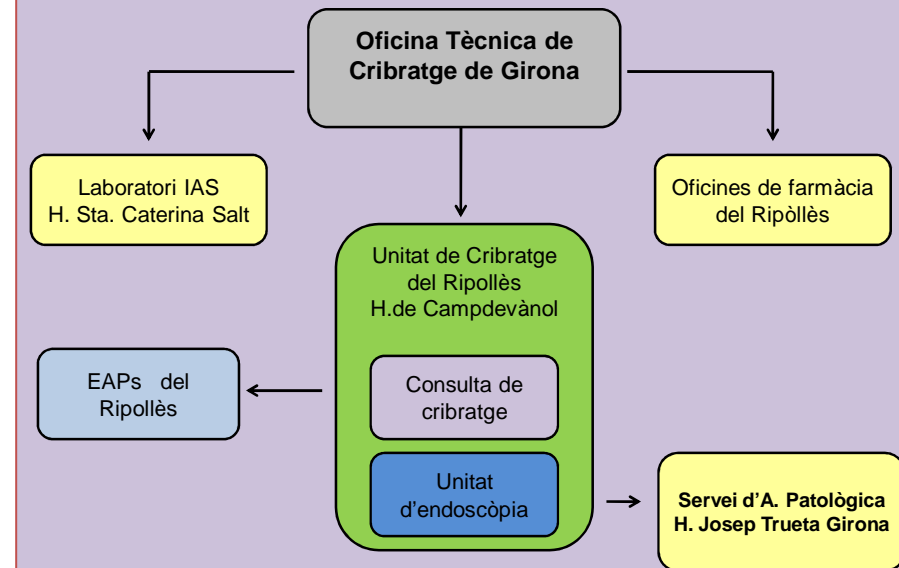 Oficina Tècnica de
Cribratge de Girona
Laboratori IAS
H. Sta. Caterina Salt
Oficines de farmàcia
del Ripòllès
Unitat de Cribratge
del Ripollès
H.de Campdevànol
EAPs del
Ripollès
Consulta de
cribratge
Unitat
d'endoscòpia
Servei d'A. Patològica
H. Josep Trueta Girona